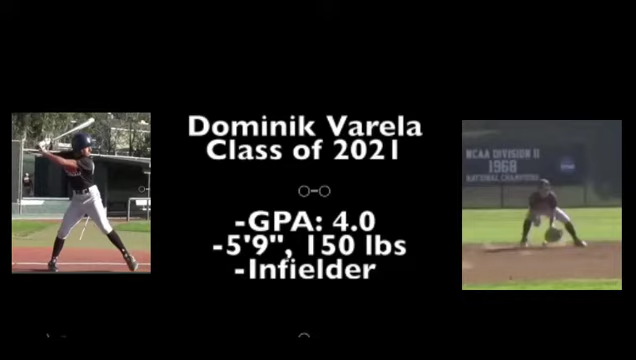 Dominik Varela
Class of 2021
-GPA: 4.0
-5'9", 150 lbs
-Infielder
NCAA DIVISION II
1968
NATIONAL CHAMPIONS